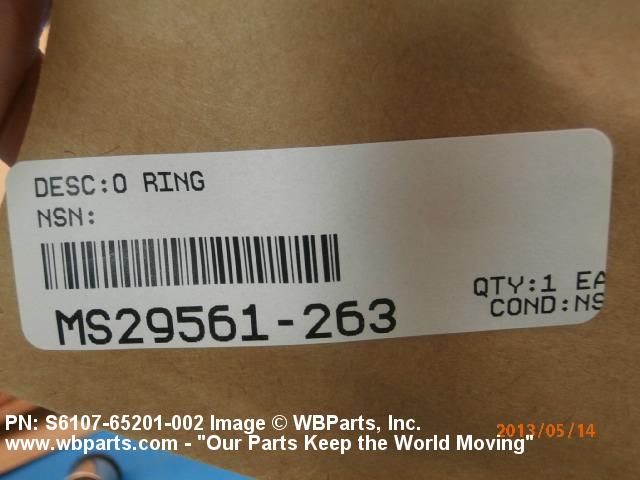 DESC:O RING
NSN:
MS29561-263
QTY:1 EA
COND:NS
PN: S6107-65201-002 Image © WBParts, Inc.
www.wbparts.com - "Our Parts Keep the World Moving"
2013/05/14